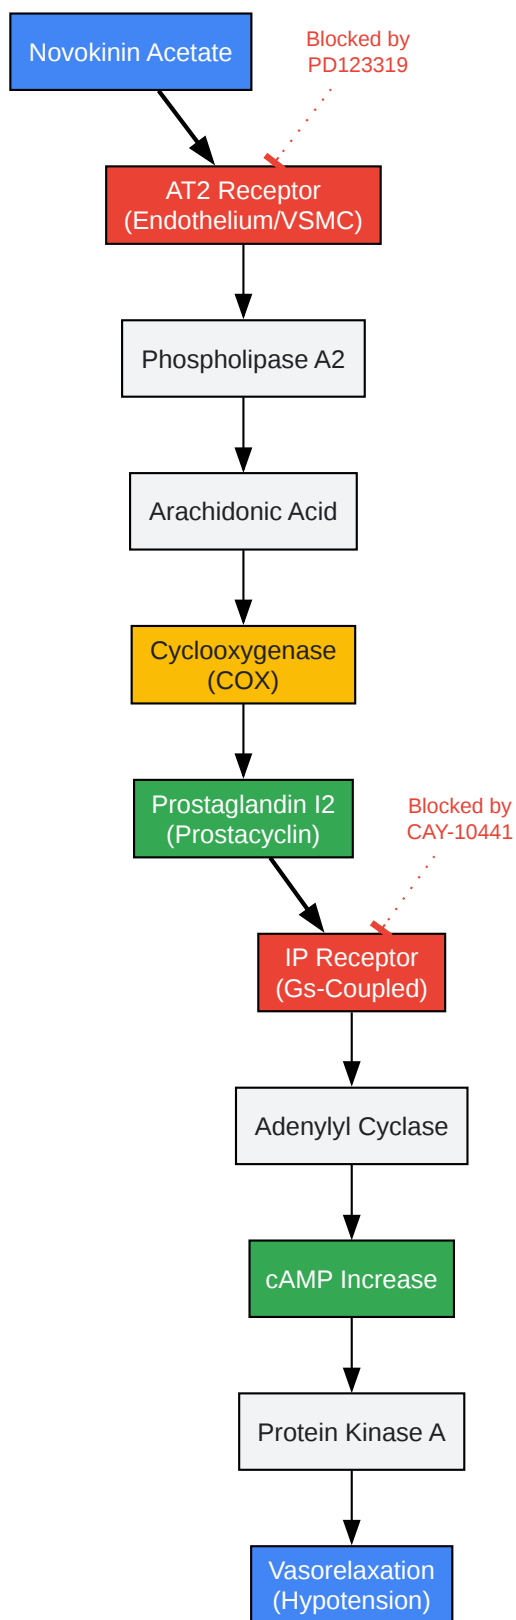 Novokinin Acetate
Blocked by
PD123319
AT2 Receptor
(Endothelium/VSMC)
Phospholipase A2
Arachidonic Acid
Cyclooxygenase
(COX)
Prostaglandin I2
(Prostacyclin)
Blocked by
CAY-10441
IP Receptor
(Gs-Coupled)
Adenylyl Cyclase
cAMP Increase
Protein Kinase A
Vasorelaxation
(Hypotension)